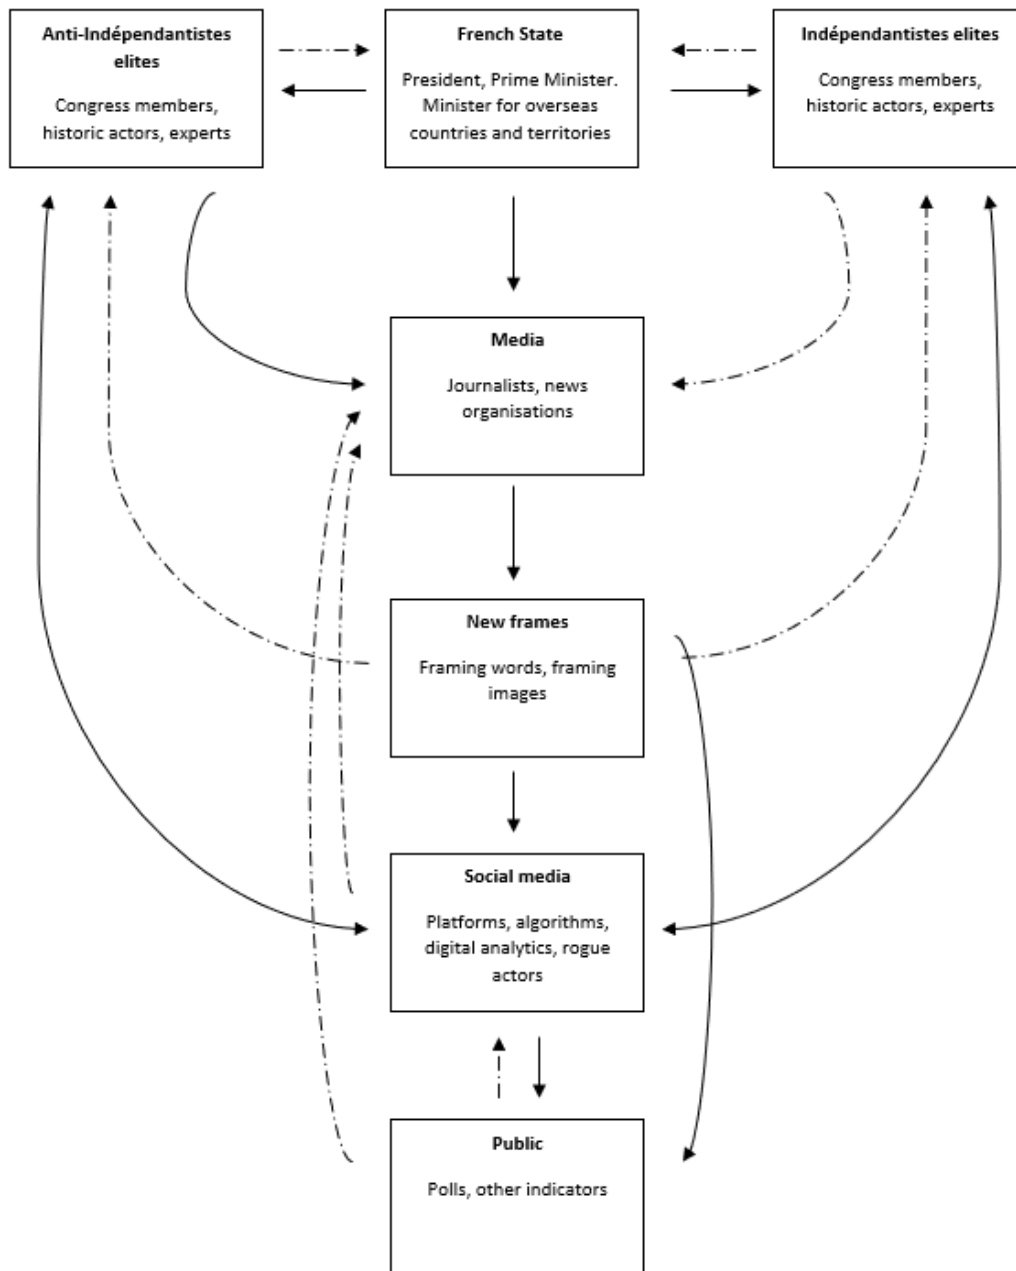 Anti-Indépendantistes
elites
Congress members,
historic actors, experts
French State
President, Prime Minister.
Minister for overseas
countries and territories
Indépendantistes elites
Congress members,
historic actors, experts
Media
Journalists, news
organisations
New frames
Framing words, framing
images
Social media
Platforms, algorithms,
digital analytics, rogue
actors
Public
Polls, other indicators